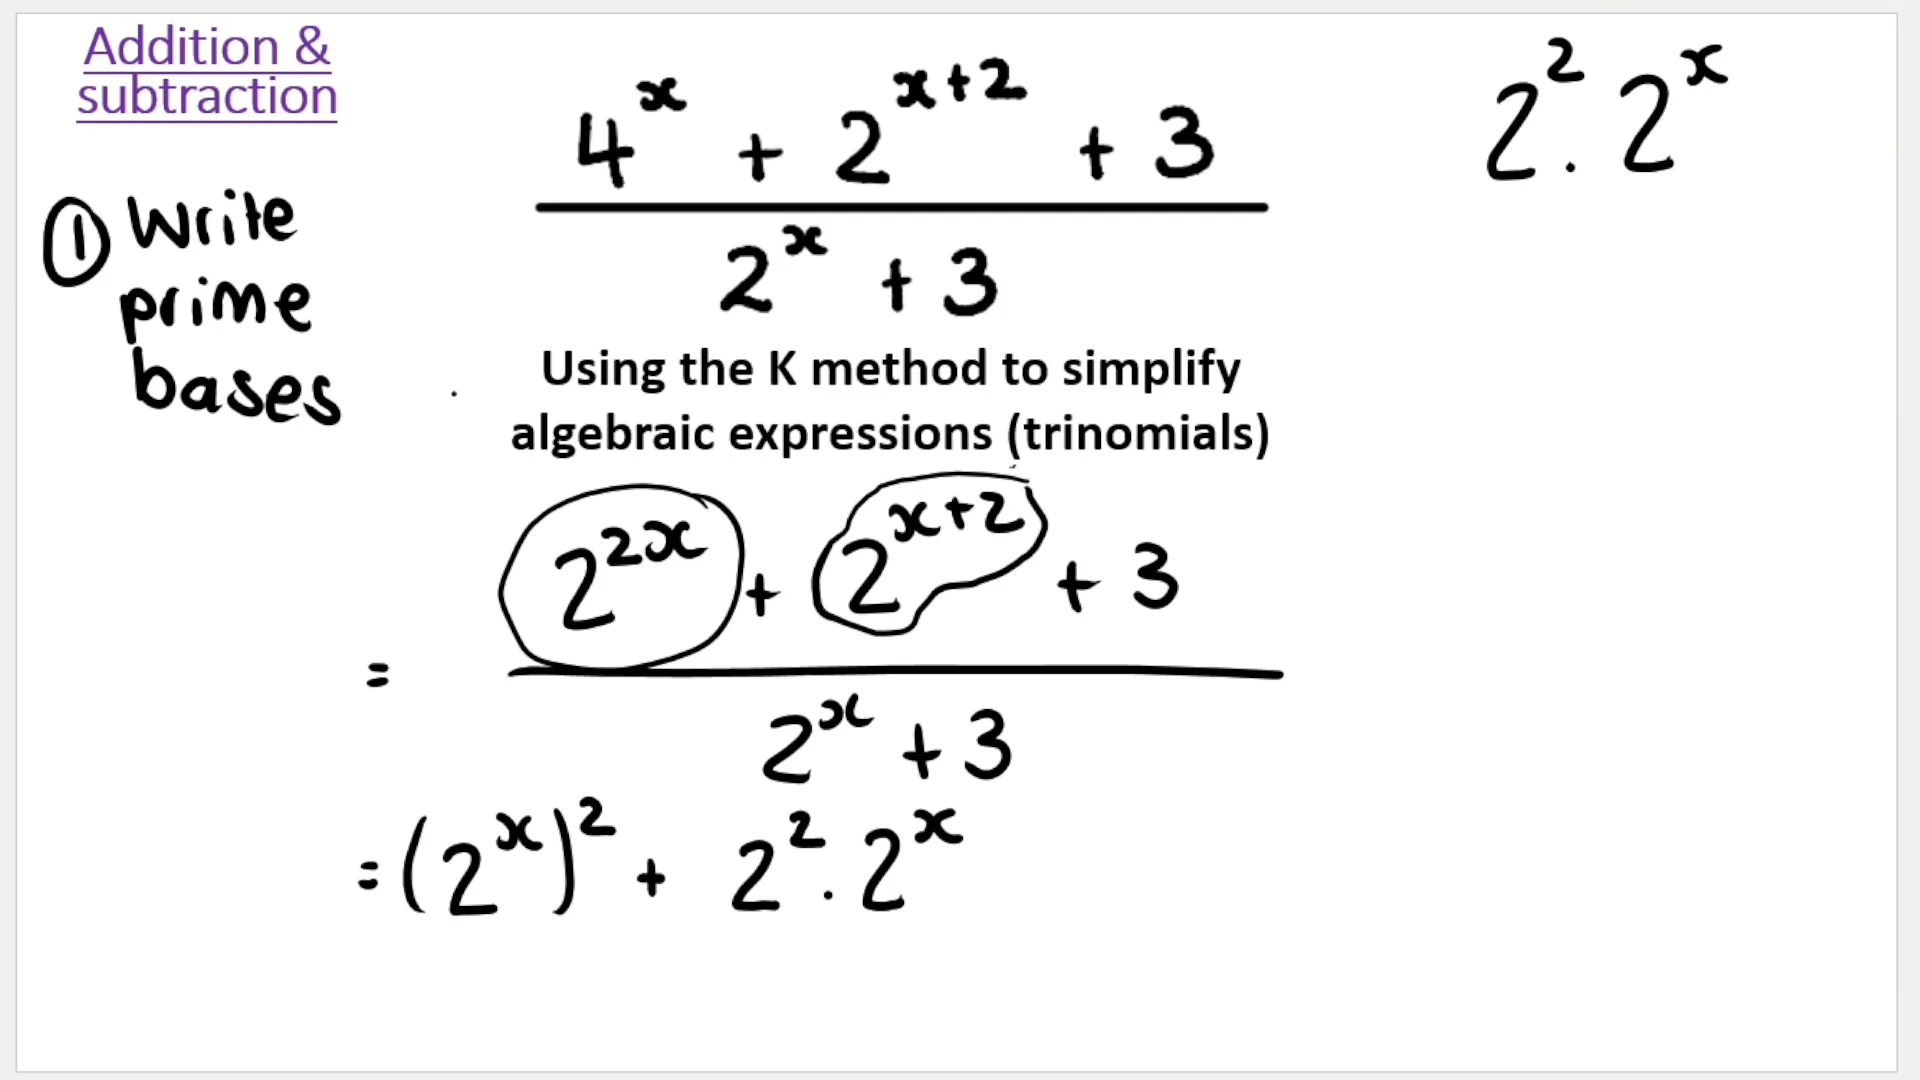 Addition &
subtraction
① Write
prime
bases
4^x + 2^{x+2} + 3
2^x + 3
2^2 . 2^x
Using the K method to simplify
algebraic expressions (trinomials)
= 2^{2x} + 2^{x+2} + 3
2^x + 3
= (2^x)^2 + 2^2 . 2^x